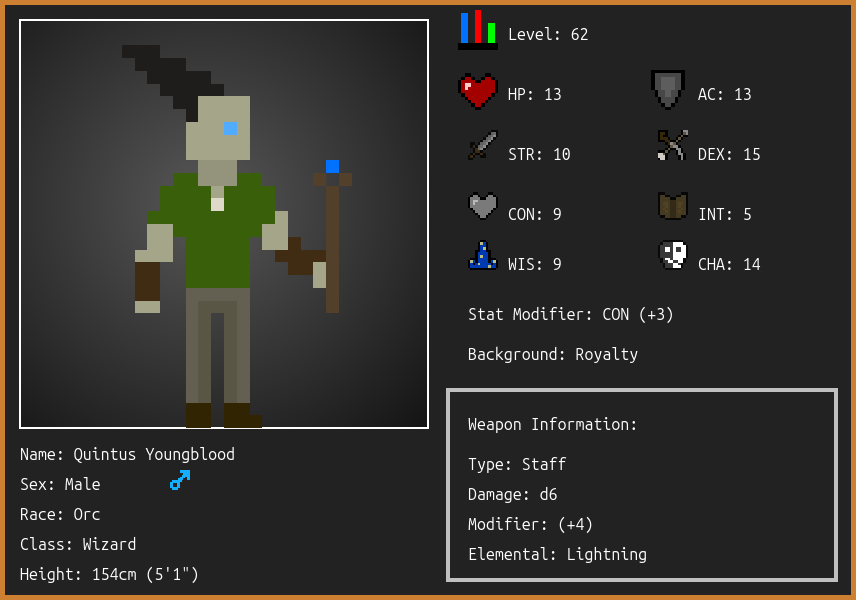 Level: 62
HP: 13
AC: 13
STR: 10
DEX: 15
CON: 9
INT: 5
WIS: 9
CHA: 14
Stat Modifier: CON (+3)
Background: Royalty
Weapon Information:
Type: Staff
Damage: d6
Modifier: (+4)
Elemental: Lightning
Name: Quintus Youngblood
Sex: Male
Race: Orc
Class: Wizard
Height: 154cm (5'1")